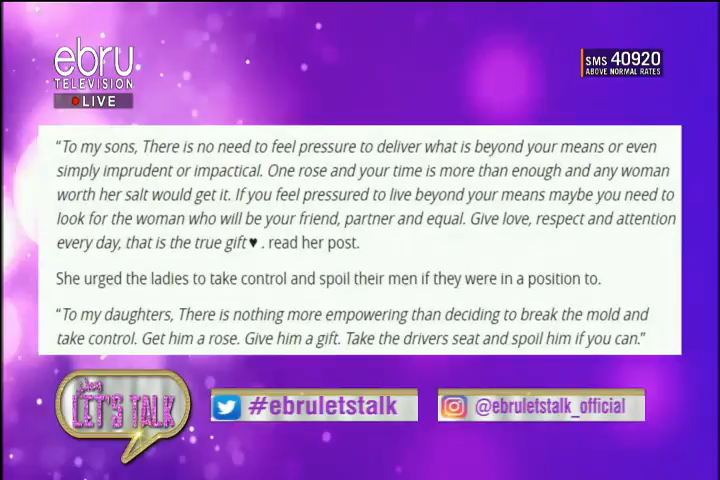 ebru
TELEVISION
LIVE
SMS 40920
ABOVE NORMAL RATES
“To my sons, There is no need to feel pressure to deliver what is beyond your means or even
simply imprudent or impactical. One rose and your time is more than enough and any woman
worth her salt would get it. If you feel pressured to live beyond your means maybe you need to
look for the woman who will be your friend, partner and equal. Give love, respect and attention
every day, that is the true gift♥ . read her post.
She urged the ladies to take control and spoil their men if they were in a position to.
“To my daughters, There is nothing more empowering than deciding to break the mold and
take control. Get him a rose. Give him a gift. Take the drivers seat and spoil him if you can.”
LET'S TALK
#ebruletstalk
@ebruletstalk_official